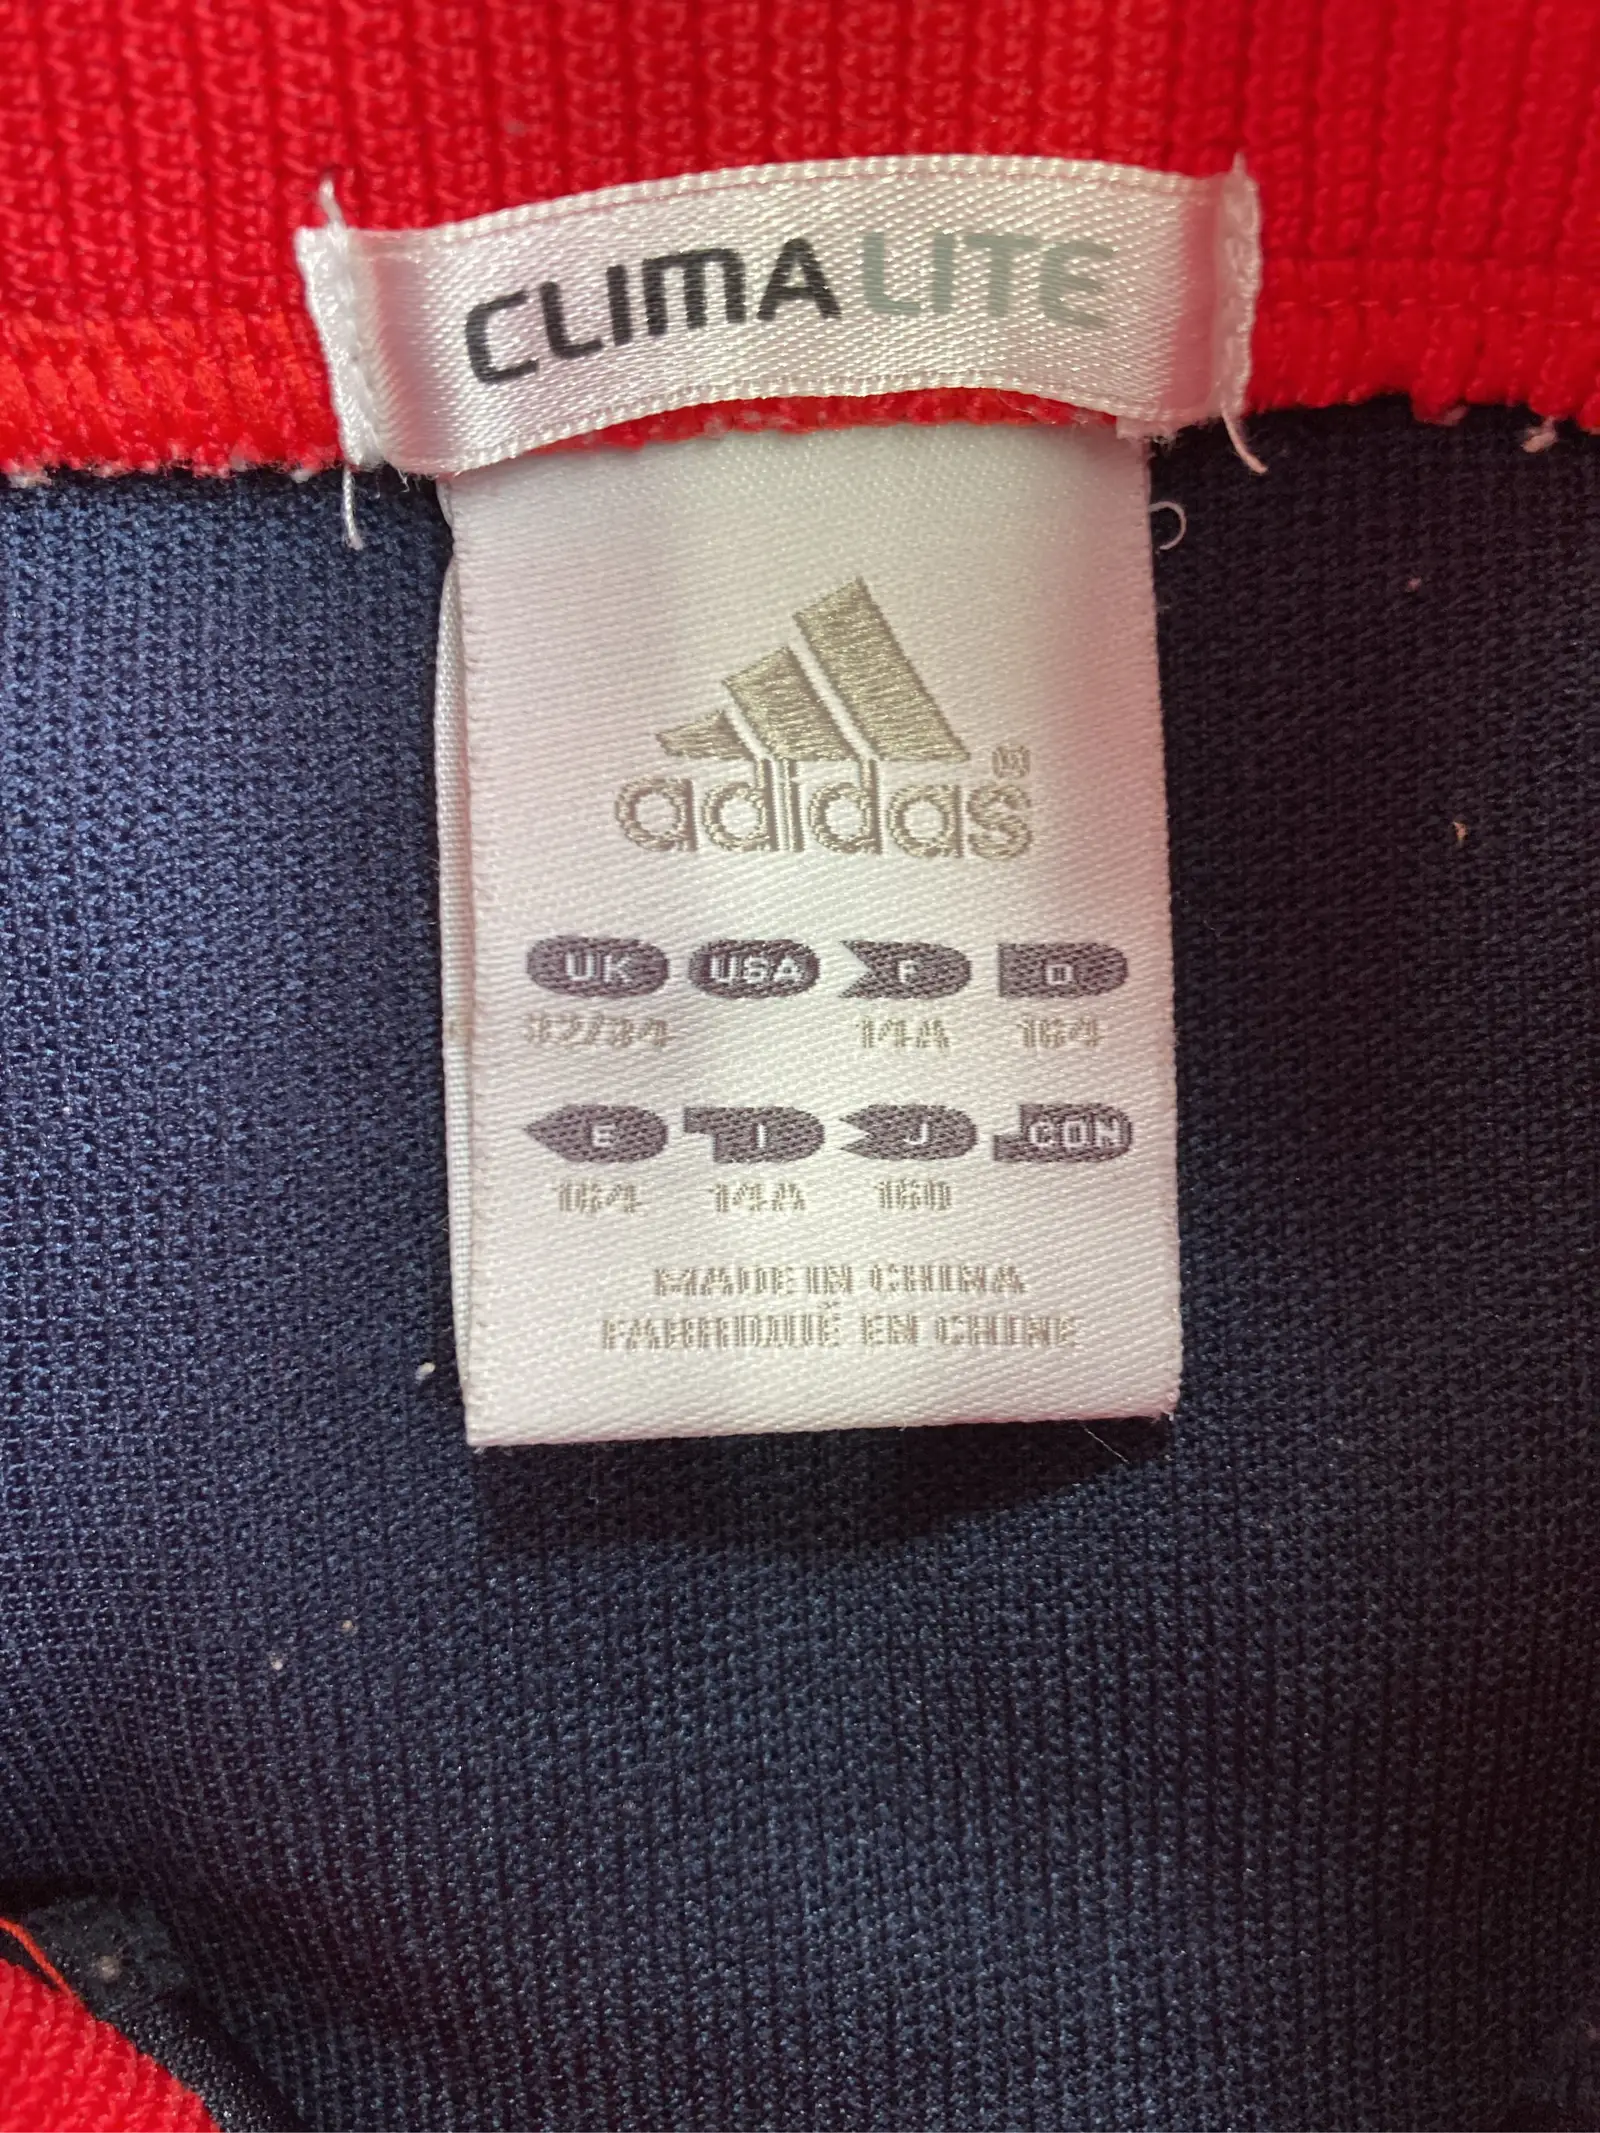 CLIMALITE
adidas®
UK USA F D
32/34 14A 164
E I J CON
164 14A 160
MADE IN CHINA
FABRIQUÉ EN CHINE